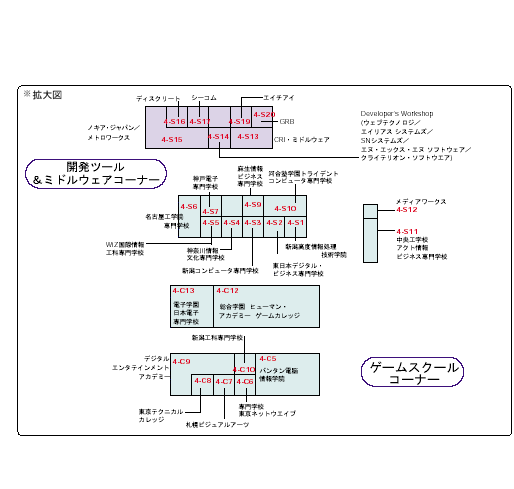 ※拡大図
ディスクリート
シーコム
エイチアイ
4-S16
4-S17
4-S19
4-S20
GRB
ノキア・ジャパン／
メトロワークス
4-S15
4-S14
4-S13
CRI・ミドルウェア
Developer's Workshop
(ウェブテクノロジ／
エイリアス システムズ／
SNシステムズ／
エヌ・エックス・エヌ ソフトウェア／
クライテリオン・ソフトウエア)
開発ツール
＆ミドルウェアコーナー
神戸電子
専門学校
麻生情報
ビジネス
専門学校
河合塾学園トライデント
コンピュータ専門学校
4-S6
4-S7
4-S9
4-S10
名古屋工学院
専門学校
4-S5
4-S4
4-S3
4-S2
4-S1
WIZ国際情報
工科専門学校
神奈川情報
文化専門学校
新潟コンピュータ専門学校
新潟高度情報処理
技術学院
東日本デジタル・
ビジネス専門学校
メディアワークス
4-S12
4-S11
中央工学校
アクト情報
ビジネス専門学校
4-C13
電子学園
日本電子
専門学校
4-C12
総合学園 ヒューマン・
アカデミー ゲームカレッジ
新潟工科専門学校
デジタル
エンタテインメント
アカデミー
4-C9
4-C10
4-C5
バンタン電脳
情報学院
4-C8
4-C7
4-C6
東京テクニカル
カレッジ
札幌ビジュアルアーツ
専門学校
東京ネットウエイブ
ゲームスクール
コーナー